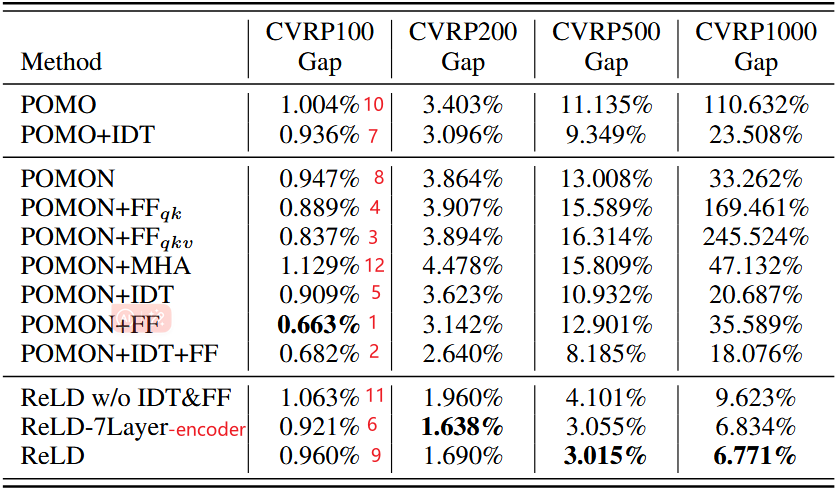 Method CVRP100 Gap CVRP200 Gap CVRP500 Gap CVRP1000 Gap
POMO 1.004% 10 3.403% 11.135% 110.632%
POMO+IDT 0.936% 7 3.096% 9.349% 23.508%
POMON 0.947% 8 3.864% 13.008% 33.262%
POMON+FFqk 0.889% 4 3.907% 15.589% 169.461%
POMON+FFqkv 0.837% 3 3.894% 16.314% 245.524%
POMON+MHA 1.129% 12 4.478% 15.809% 47.132%
POMON+IDT 0.909% 5 3.623% 10.932% 20.687%
POMON+FF 0.663% 1 3.142% 12.901% 35.589%
POMON+IDT+FF 0.682% 2 2.640% 8.185% 18.076%
ReLD w/o IDT&FF 1.063% 11 1.960% 4.101% 9.623%
ReLD-7Layer-encoder 0.921% 6 1.638% 3.055% 6.834%
ReLD 0.960% 9 1.690% 3.015% 6.771%